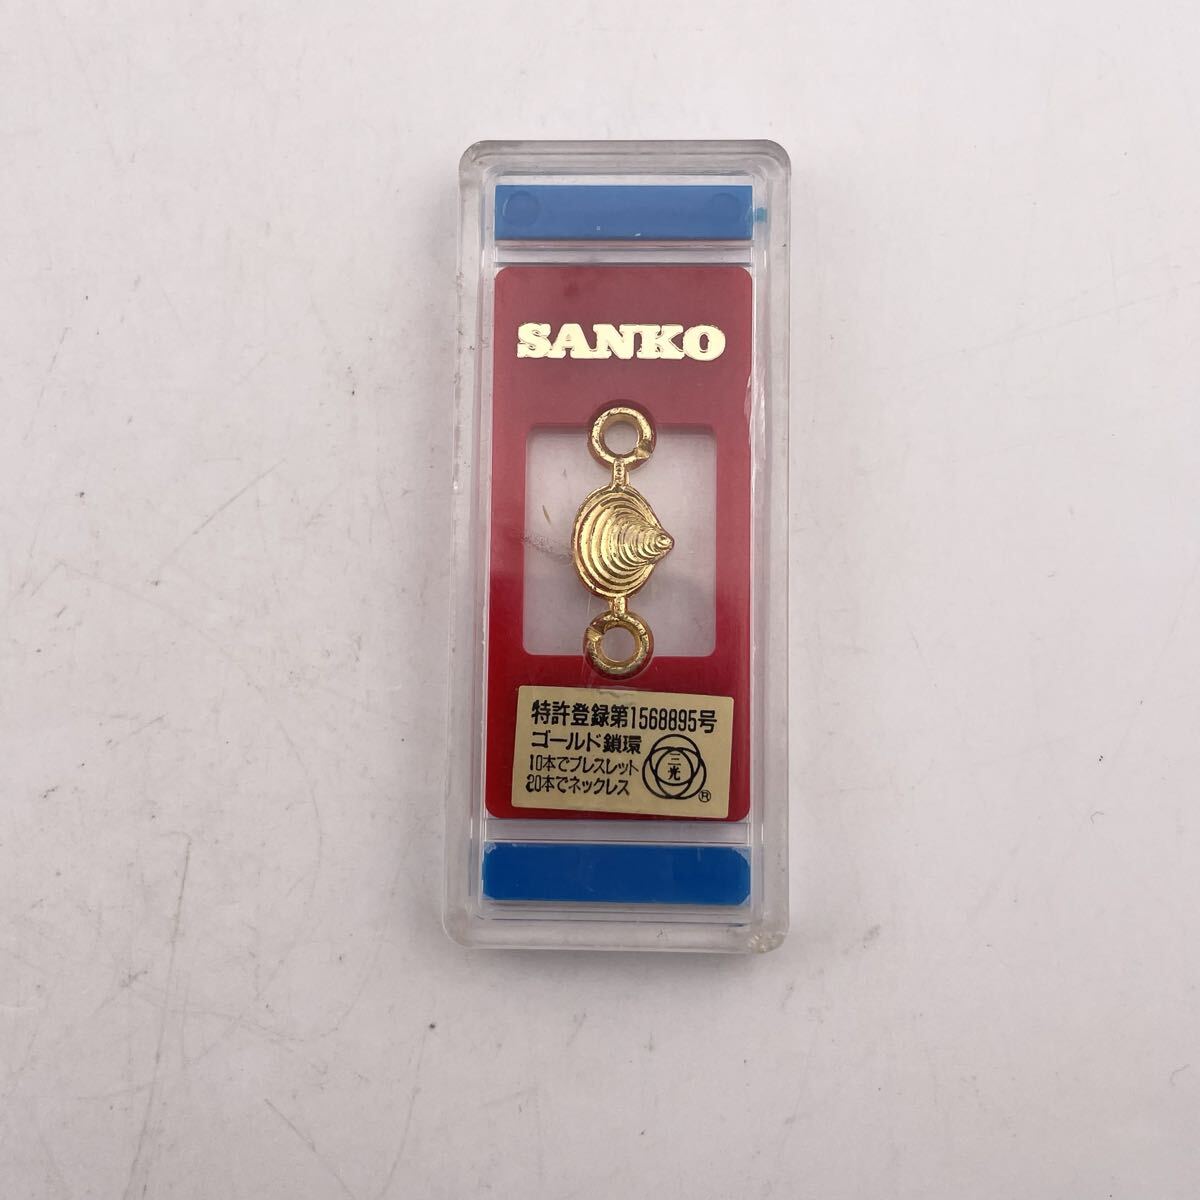 SANKO
特許登録第1568895号
ゴールド鎖環
10本でブレスレット
20本でネックレス
三光
®